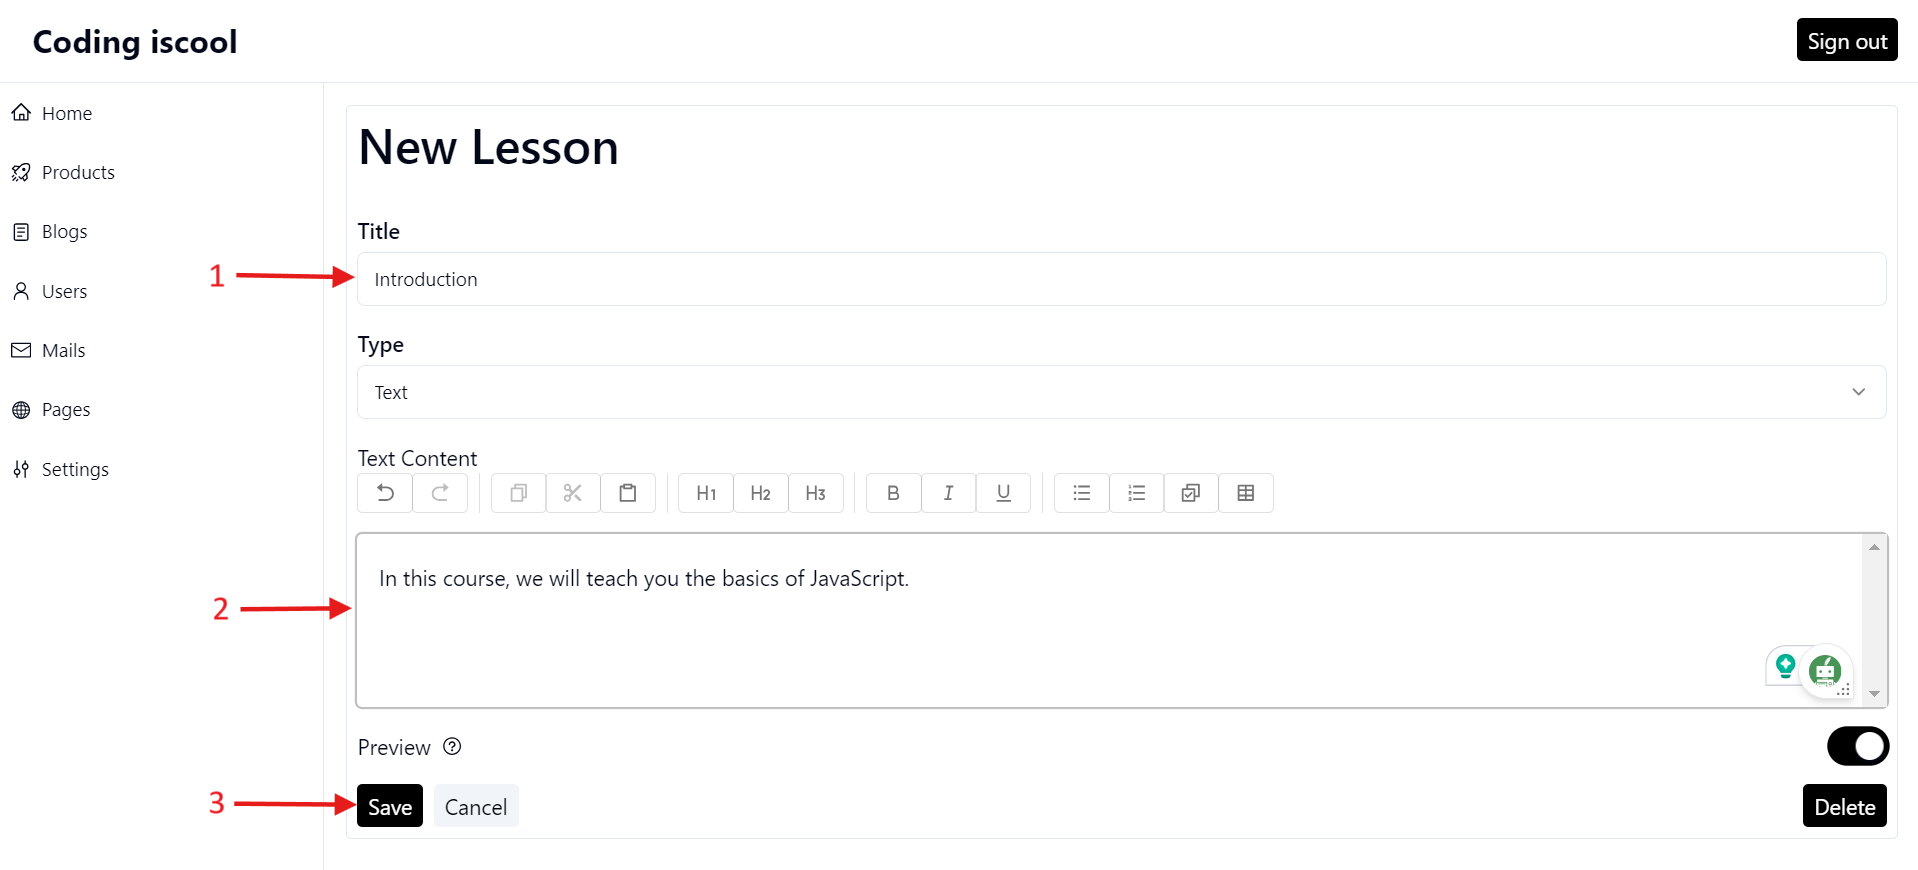 Coding iscool
Sign out
Home
Products
Blogs
Users
Mails
Pages
Settings
New Lesson
Title
1
Introduction
Type
Text
Text Content
H1 H2 H3 B I U
2
In this course, we will teach you the basics of JavaScript.
Preview
3
Save Cancel Delete